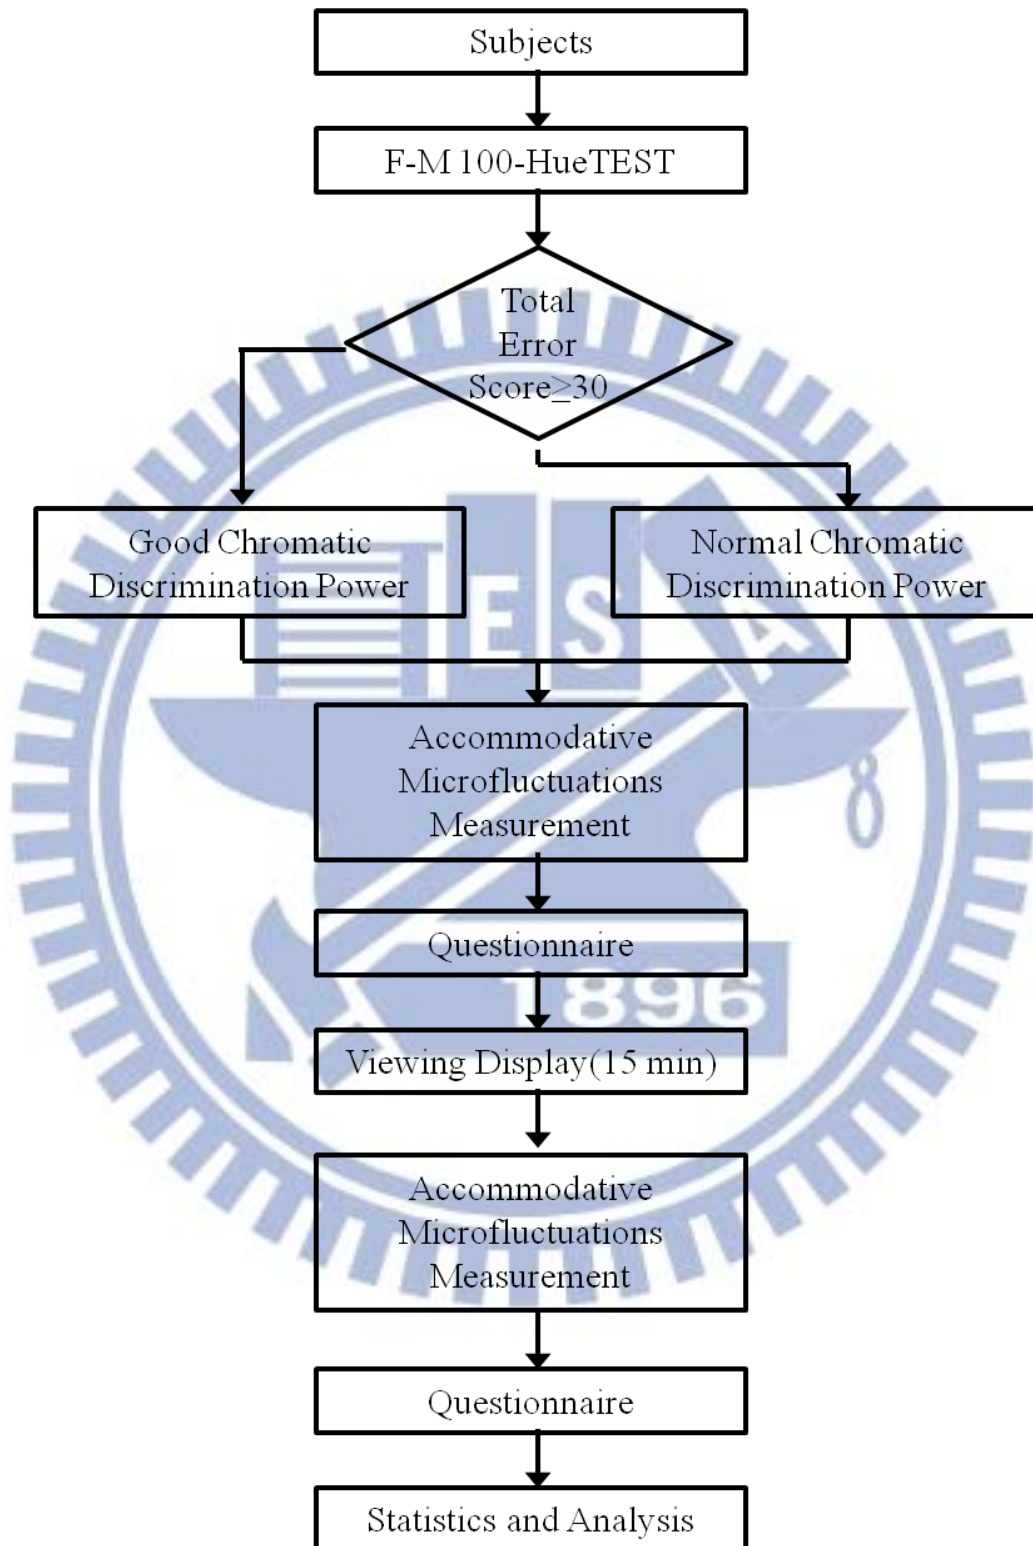 Subjects
F-M 100-HueTEST
Total
Error
Score≥30
Good Chromatic
Discrimination Power
Normal Chromatic
Discrimination Power
E S A
Accommodative
Microfluctuations
Measurement
Questionnaire
1896
Viewing Display(15 min)
Accommodative
Microfluctuations
Measurement
Questionnaire
Statistics and Analysis